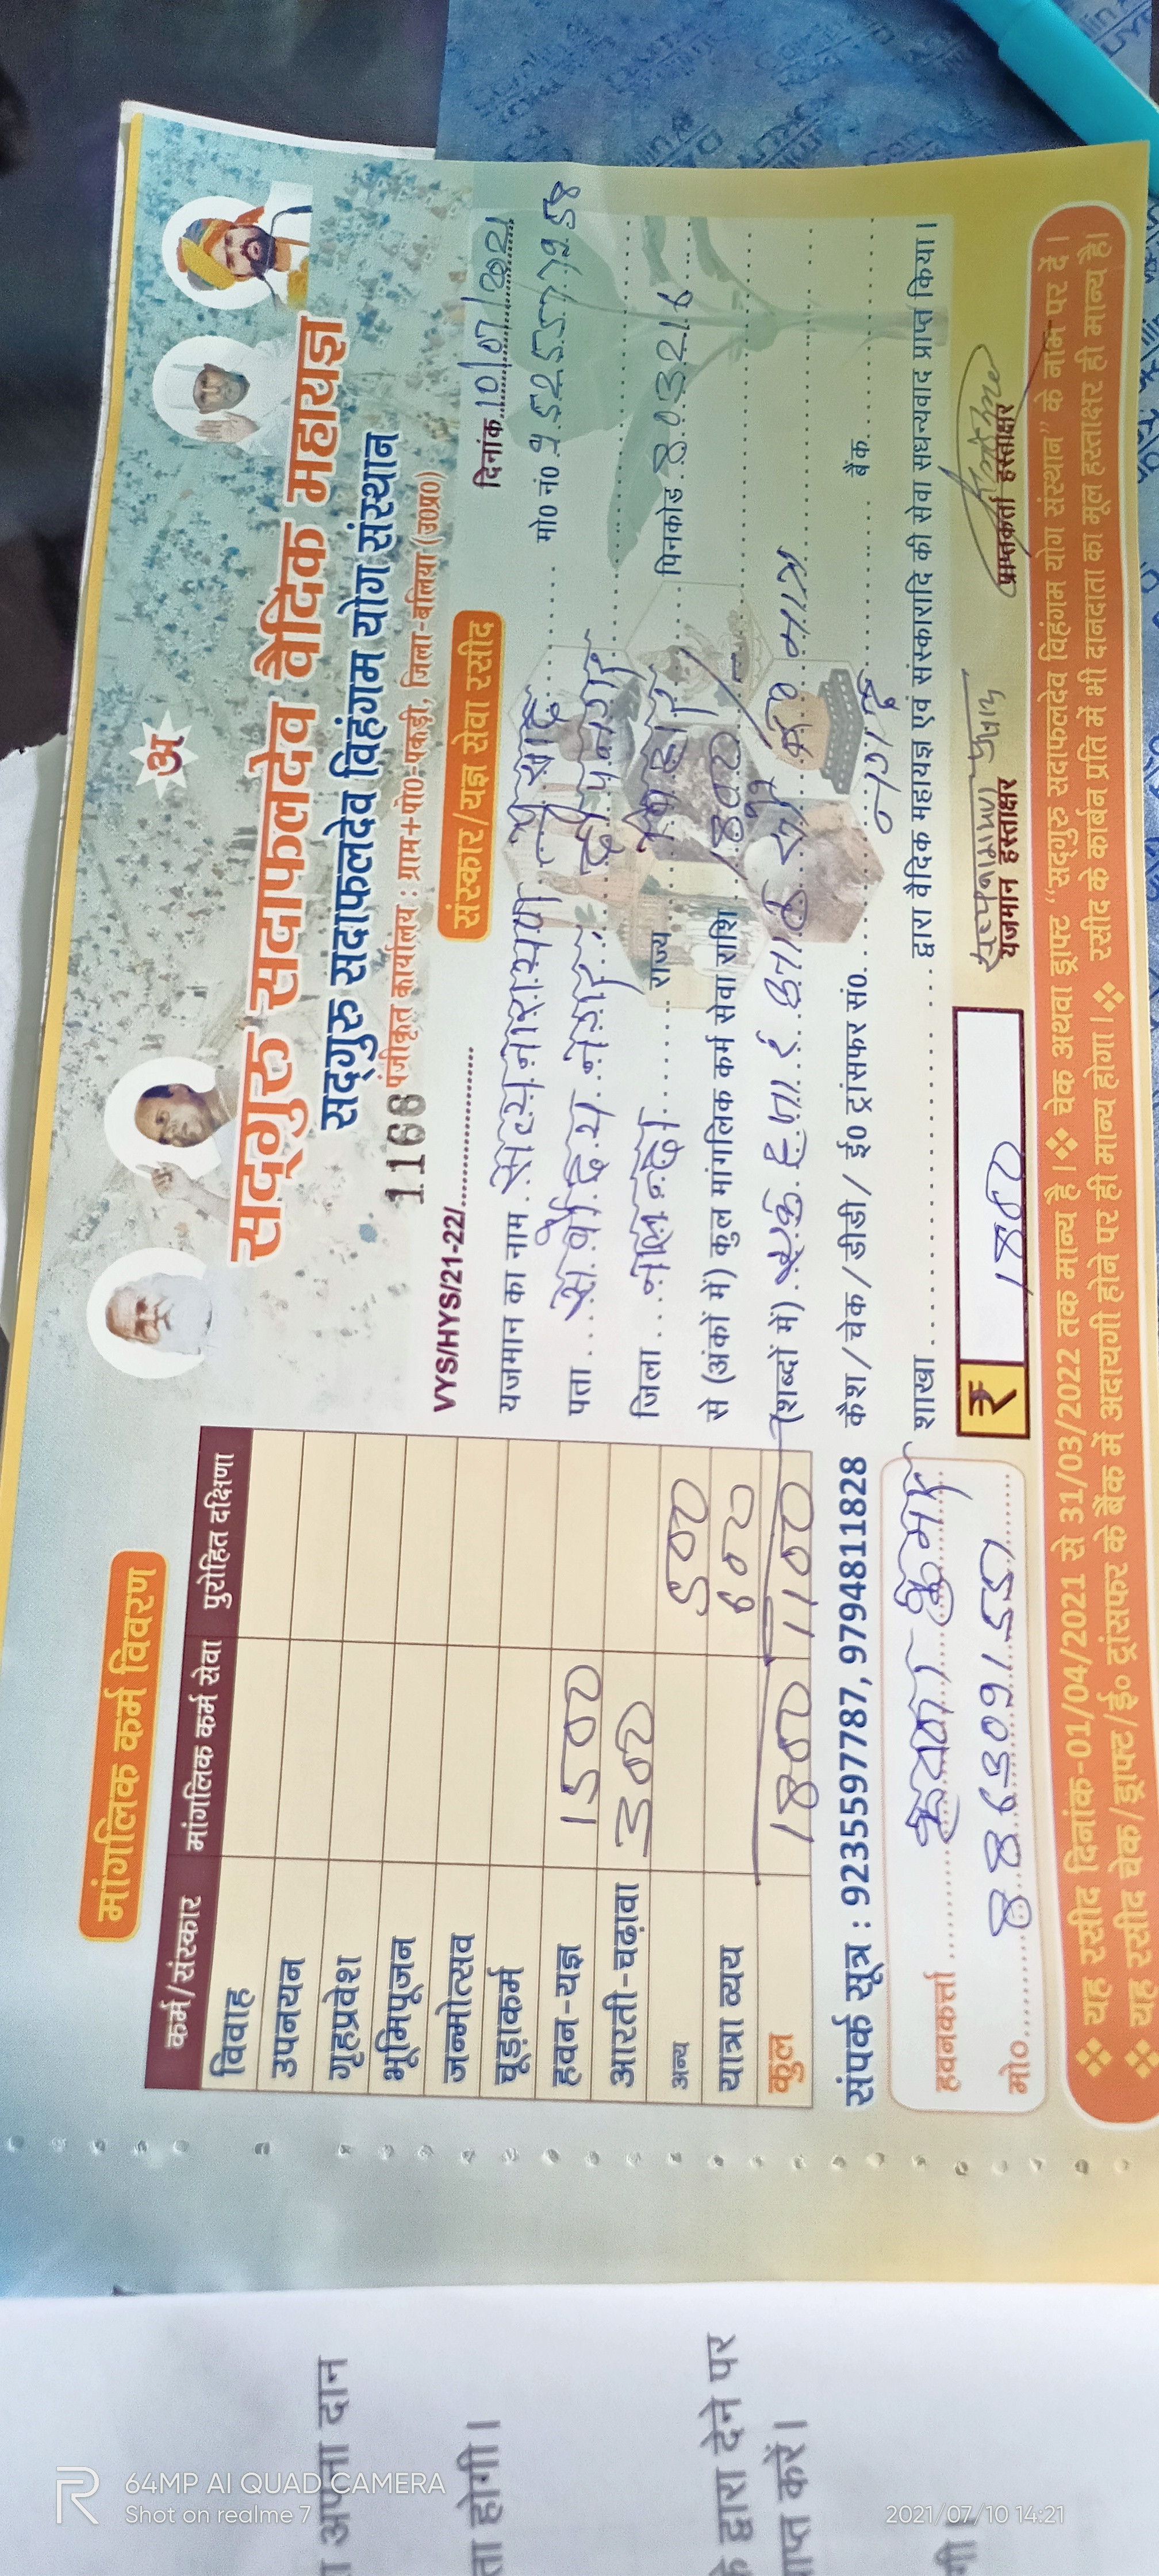 अ
सद्गुरु सदाफलदेव वैदिक महायज्ञ
सद्गुरु सदाफलदेव विहंगम योग संस्थान
पंजीकृत कार्यालय : ग्राम+पो0-पकड़ी, जिला-बलिया (उ0प्र0)
1168
संस्कार/यज्ञ सेवा रसीद
VYS/HYS/21-22/
दिनांक 10/07/2021
यजमान का नाम सत्य नारायण प्रसाद मो0 नं0 9525577958
पता सर्वोदय नगर
जिला नालन्दा राज्य बिहार पिनकोड : 803216
से (अंकों में) कुल मांगलिक कर्म सेवा राशि 1800/-
(शब्दों में) एक हजार आठ सौ रू0 मात्र
कैश / चेक / डीडी / ई0 ट्रांसफर सं0 नगद बैंक
शाखा द्वारा वैदिक महायज्ञ एवं संस्कारादि की सेवा सधन्यवाद प्राप्त किया।
₹ 1800
सत्यनारायण प्रसाद
यजमान हस्ताक्षर
प्राप्तकर्ता हस्ताक्षर
मांगलिक कर्म विवरण
कर्म/संस्कार मांगलिक कर्म सेवा पुरोहित दक्षिणा
विवाह
उपनयन
गृहप्रवेश
भूमिपूजन
जन्मोत्सव
चूड़ाकर्म
हवन-यज्ञ 1500
आरती-चढ़ावा 300
अन्य 500
यात्रा व्यय 600
कुल 1800 1100
संपर्क सूत्र : 9235597787, 9794811828
हवनकर्त्ता कुमार
मो०
❖ यह रसीद दिनांक-01/04/2021 से 31/03/2022 तक मान्य है। ❖ चेक अथवा ड्राफ्ट "सद्गुरु सदाफलदेव विहंगम योग संस्थान" के नाम पर दें।
❖ यह रसीद चेक/ड्राफ्ट/ई० ट्रांसफर के बैंक में अदायगी होने पर ही मान्य होगा। ❖ रसीद के कार्बन प्रति में भी दानदाता का मूल हस्ताक्षर ही मान्य है।
अपना दान
ता होगी।
के द्वारा देने पर
प्राप्त करें।
गी।
64MP AI QUAD CAMERA
Shot on realme 7
2021/07/10 14:21